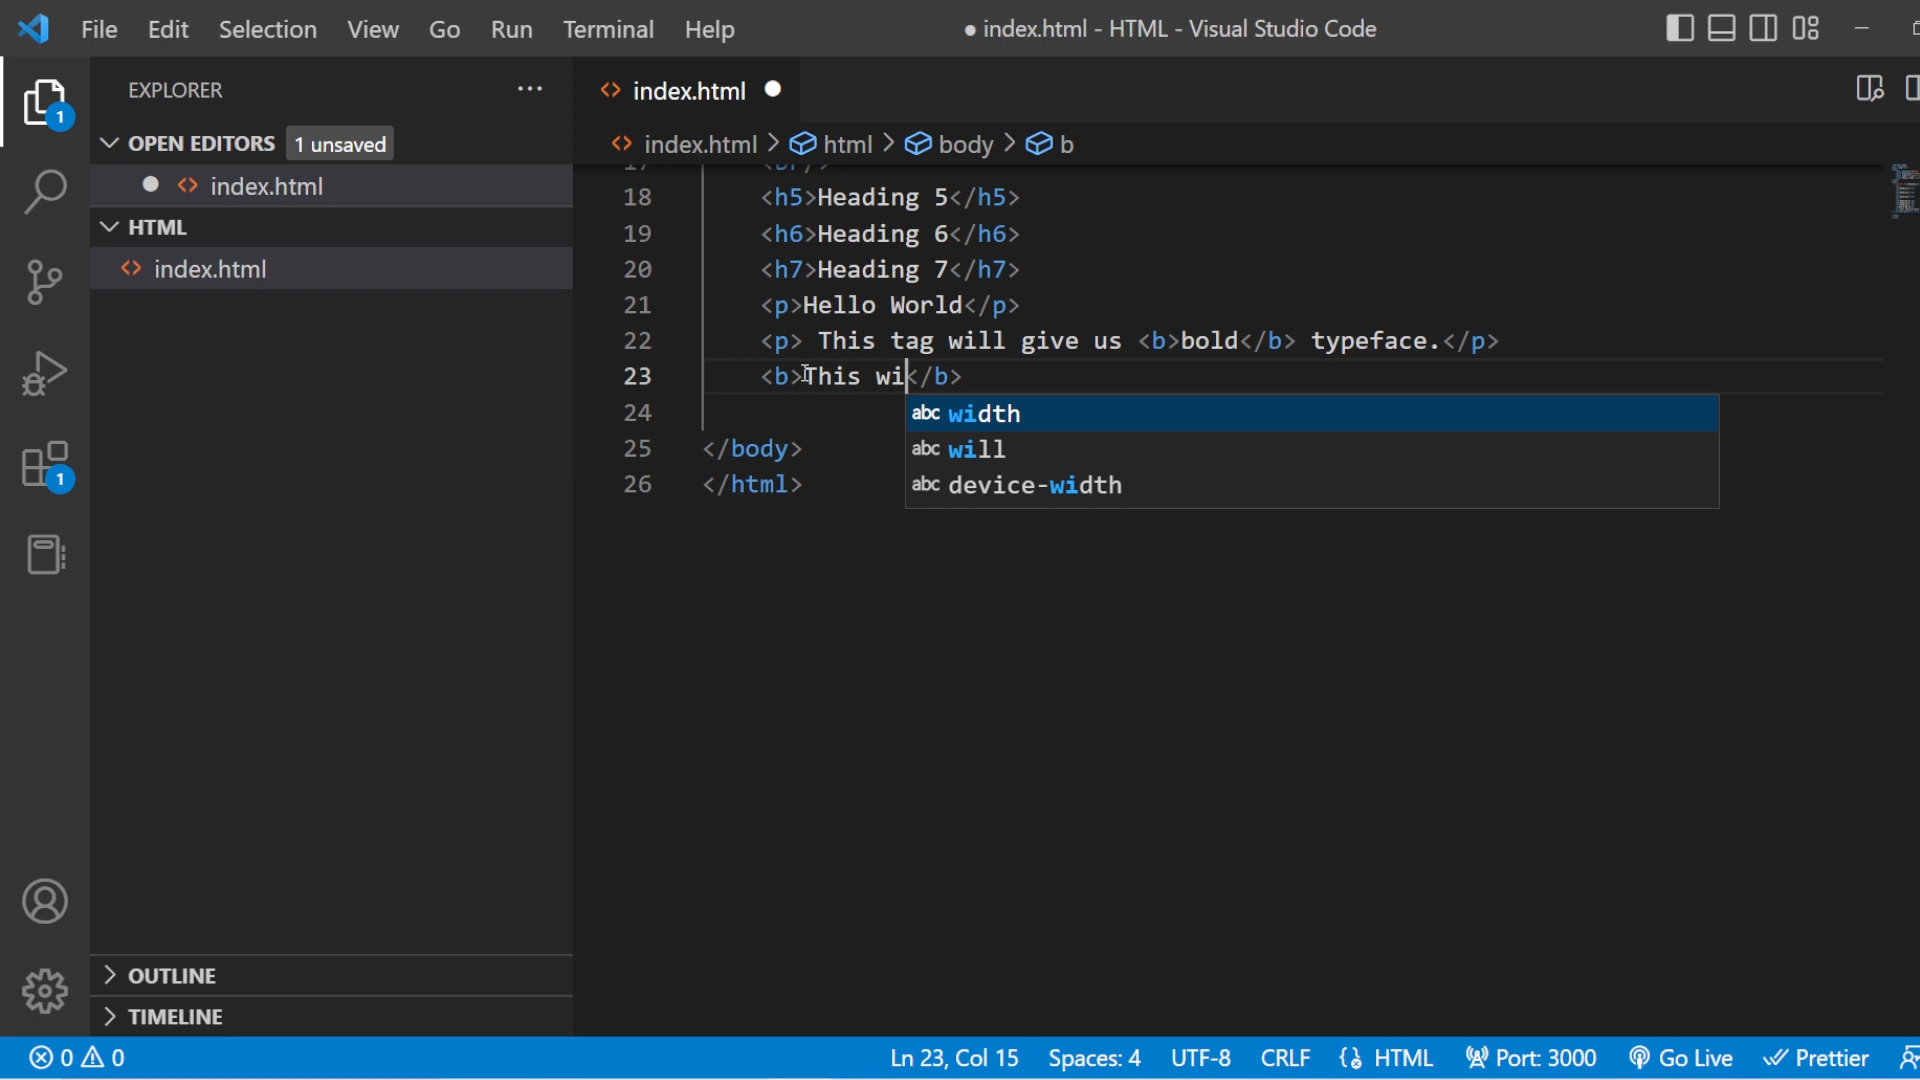 File Edit Selection View Go Run Terminal Help ● index.html - HTML - Visual Studio Code
EXPLORER ···
index.html
OPEN EDITORS 1 unsaved
index.html > html > body > b
index.html
HTML
index.html
1
1
18 <h5>Heading 5</h5>
19 <h6>Heading 6</h6>
20 <h7>Heading 7</h7>
21 <p>Hello World</p>
22 <p> This tag will give us <b>bold</b> typeface.</p>
23 <b>This wi</b>
24
25 </body>
26 </html>
abc width
abc will
abc device-width
OUTLINE
TIMELINE
0 0 Ln 23, Col 15 Spaces: 4 UTF-8 CRLF HTML Port: 3000 Go Live Prettier